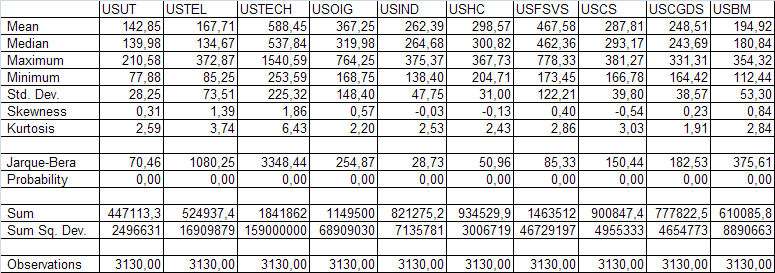 USUT USTEL USTECH USOIG USIND USHC USFSVS USCS USCGDS USBM
Mean 142,85 167,71 588,45 367,25 262,39 298,57 467,58 287,81 248,51 194,92
Median 139,98 134,67 537,84 319,98 264,68 300,82 462,36 293,17 243,69 180,84
Maximum 210,58 372,87 1540,59 764,25 375,37 367,73 778,33 381,27 331,31 354,32
Minimum 77,88 85,25 253,59 168,75 138,40 204,71 173,45 166,78 164,42 112,44
Std. Dev. 28,25 73,51 225,32 148,40 47,75 31,00 122,21 39,80 38,57 53,30
Skewness 0,31 1,39 1,86 0,57 -0,03 -0,13 0,40 -0,54 0,23 0,84
Kurtosis 2,59 3,74 6,43 2,20 2,53 2,43 2,86 3,03 1,91 2,84
Jarque-Bera 70,46 1080,25 3348,44 254,87 28,73 50,96 85,33 150,44 182,53 375,61
Probability 0,00 0,00 0,00 0,00 0,00 0,00 0,00 0,00 0,00 0,00
Sum 447113,3 524937,4 1841862 1149500 821275,2 934529,9 1463512 900847,4 777822,5 610085,8
Sum Sq. Dev. 2496631 16909879 159000000 68909030 7135781 3006719 46729197 4955333 4654773 8890663
Observations 3130,00 3130,00 3130,00 3130,00 3130,00 3130,00 3130,00 3130,00 3130,00 3130,00